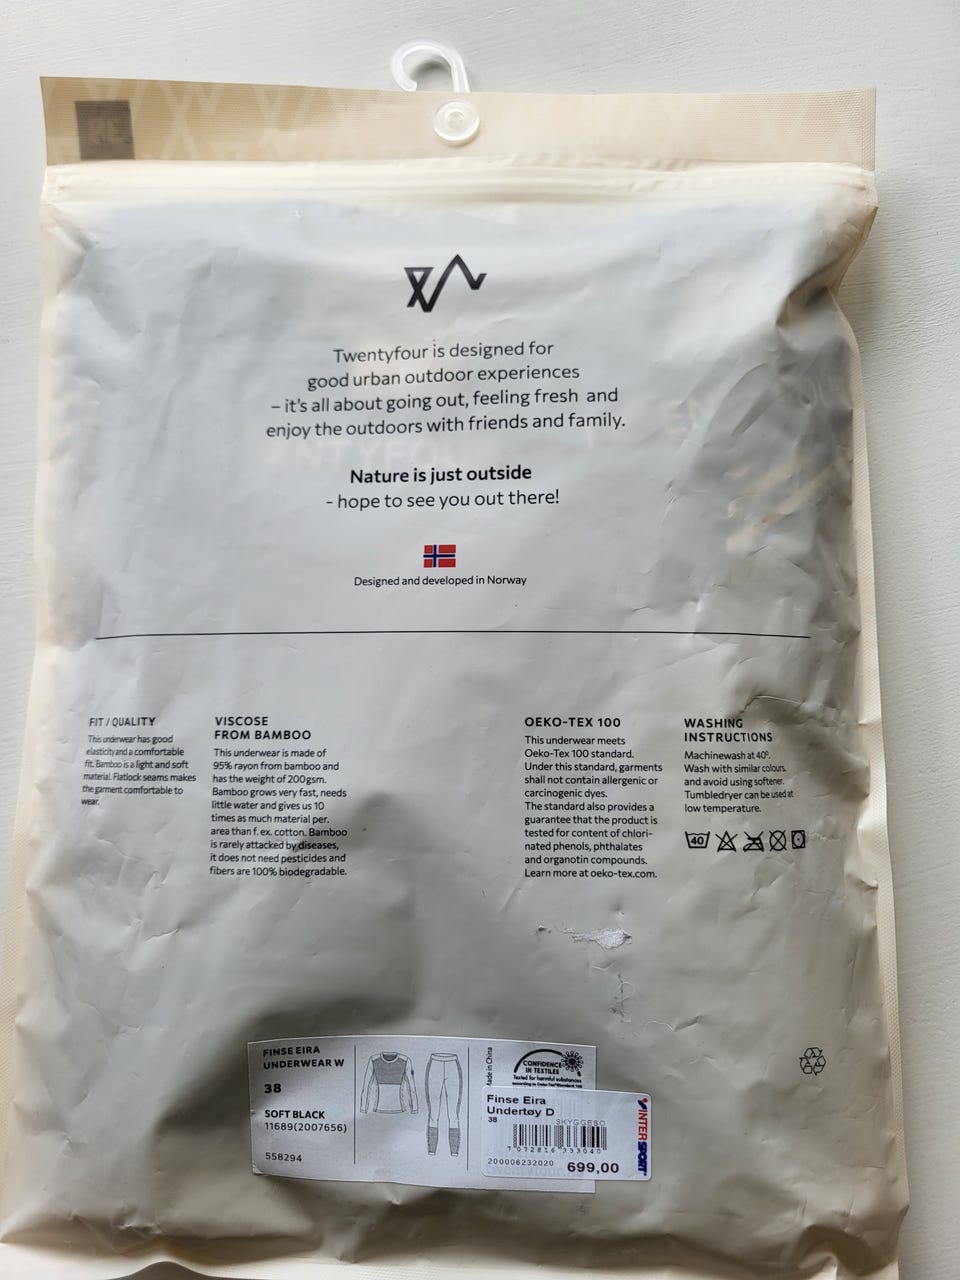 Twentyfour is designed for
good urban outdoor experiences
– it's all about going out, feeling fresh and
enjoy the outdoors with friends and family.
Nature is just outside
- hope to see you out there!
Designed and developed in Norway
FIT / QUALITY
This underwear has good
elasticity and a comfortable
fit. Bamboo is a light and soft
material. Flatlock seams makes
the garment comfortable to
wear.
VISCOSE
FROM BAMBOO
This underwear is made of
95% rayon from bamboo and
has the weight of 200gsm.
Bamboo grows very fast, needs
little water and gives us 10
times as much material per.
area than f. ex. cotton. Bamboo
is rarely attacked by diseases,
it does not need pesticides and
fibers are 100% biodegradable.
OEKO-TEX 100
This underwear meets
Oeko-Tex 100 standard.
Under this standard, garments
shall not contain allergenic or
carcinogenic dyes.
The standard also provides a
guarantee that the product is
tested for content of chlori-
nated phenols, phthalates
and organotin compounds.
Learn more at oeko-tex.com.
WASHING
INSTRUCTIONS
Machinewash at 40°.
Wash with similar colours.
and avoid using softener.
Tumbledryer can be used at
low temperature.
40
FINSE EIRA
UNDERWEAR W
38
SOFT BLACK
11689(2007656)
558294
Made in China
CONFIDENCE
IN TEXTILES
Tested for harmful substances
according to Oeko-Tex® Standard 100
Finse Eira
Undertøy D
38
SKYGGESO
7 072816 333040
200006232020
699,00
INTERSPORT
twentyfour